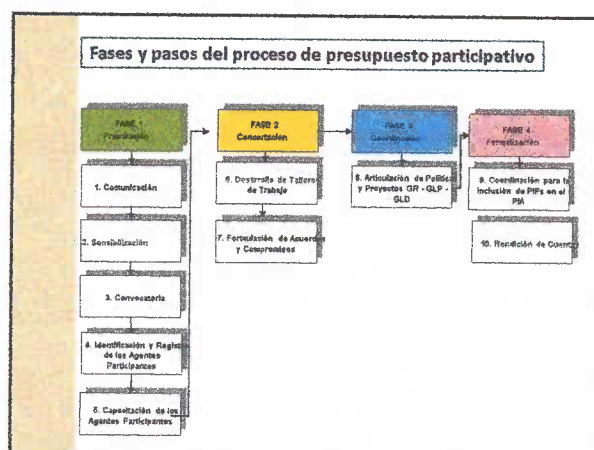 Fases y pasos del proceso de presupuesto participativo
FASE 1
Preparación
FASE 2
Concertación
FASE 3
Coordinación
FASE 4
Formalización
1. Comunicación
2. Sensibilización
3. Convocatoria
4. Identificación y Registro
de los Agentes
Participantes
5. Capacitación de los
Agentes Participantes
6. Desarrollo de Talleres
de Trabajo
7. Formulación de Acuerdos
y Compromisos
8. Articulación de Políticas
y Proyectos GR - GLP -
GLD
9. Coordinación para la
inclusión de PIPs en el
PIA
10. Rendición de Cuentas